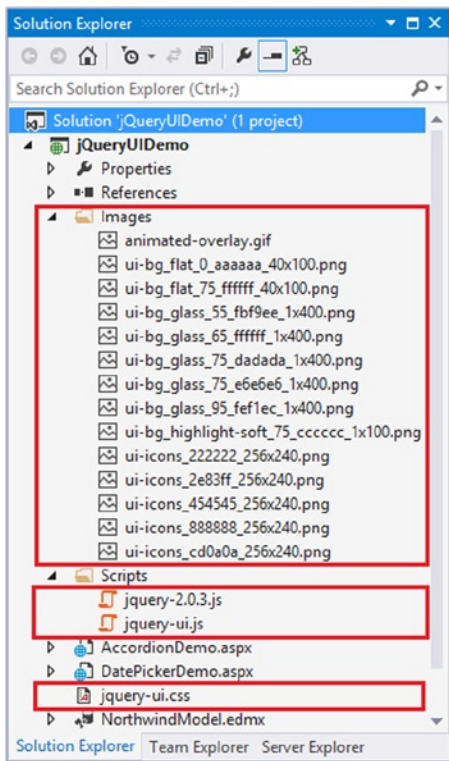 Solution Explorer
Search Solution Explorer (Ctrl+;)
Solution 'jQueryUIDemo' (1 project)
jQueryUIDemo
Properties
References
Images
animated-overlay.gif
ui-bg_flat_0_aaaaaa_40x100.png
ui-bg_flat_75_ffffff_40x100.png
ui-bg_glass_55_fbf9ee_1x400.png
ui-bg_glass_65_ffffff_1x400.png
ui-bg_glass_75_dadada_1x400.png
ui-bg_glass_75_e6e6e6_1x400.png
ui-bg_glass_95_fef1ec_1x400.png
ui-bg_highlight-soft_75_cccccc_1x100.png
ui-icons_222222_256x240.png
ui-icons_2e83ff_256x240.png
ui-icons_454545_256x240.png
ui-icons_888888_256x240.png
ui-icons_cd0a0a_256x240.png
Scripts
jquery-2.0.3.js
jquery-ui.js
AccordionDemo.aspx
DatePickerDemo.aspx
jquery-ui.css
NorthwindModel.edmx
Solution Explorer Team Explorer Server Explorer